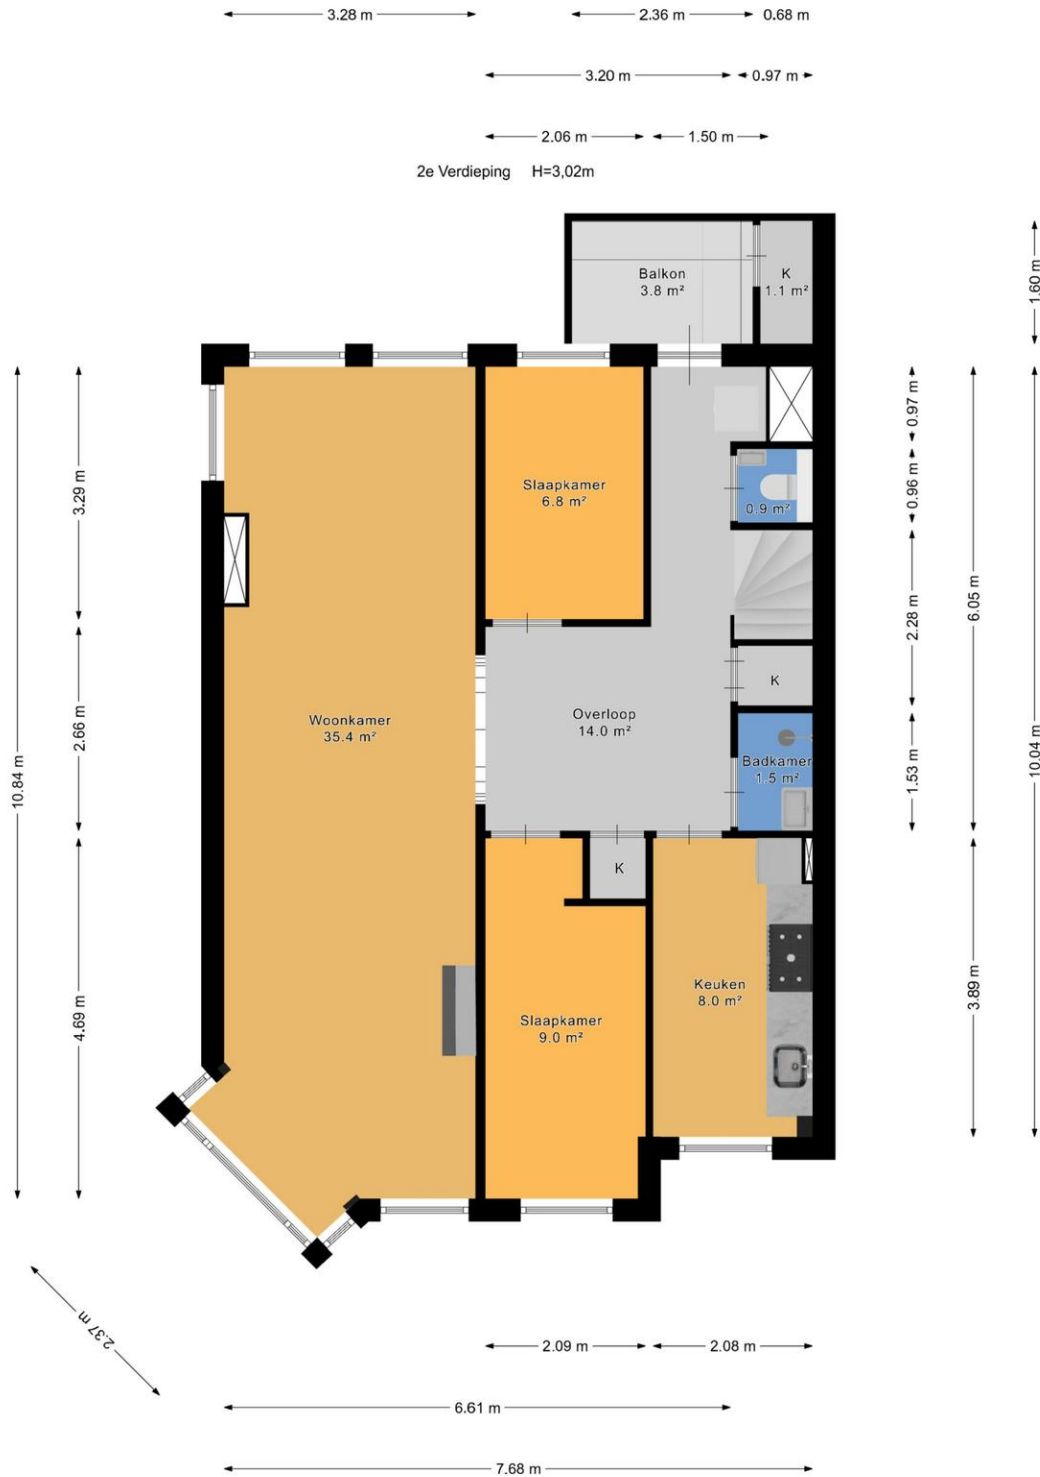 3.28 m
2.36 m
0.68 m
3.20 m
0.97 m
2.06 m
1.50 m
2e Verdieping H=3,02m
Balkon
3.8 m²
K
1.1 m²
1.60 m
Slaapkamer
6.8 m²
0.9 m²
0.97 m
0.96 m
3.29 m
2.28 m
6.05 m
K
Woonkamer
35.4 m²
Overloop
14.0 m²
2.66 m
Badkamer
1.5 m²
1.53 m
10.84 m
10.04 m
K
Keuken
8.0 m²
Slaapkamer
9.0 m²
4.69 m
3.89 m
2.37 m
2.09 m
2.08 m
6.61 m
7.68 m